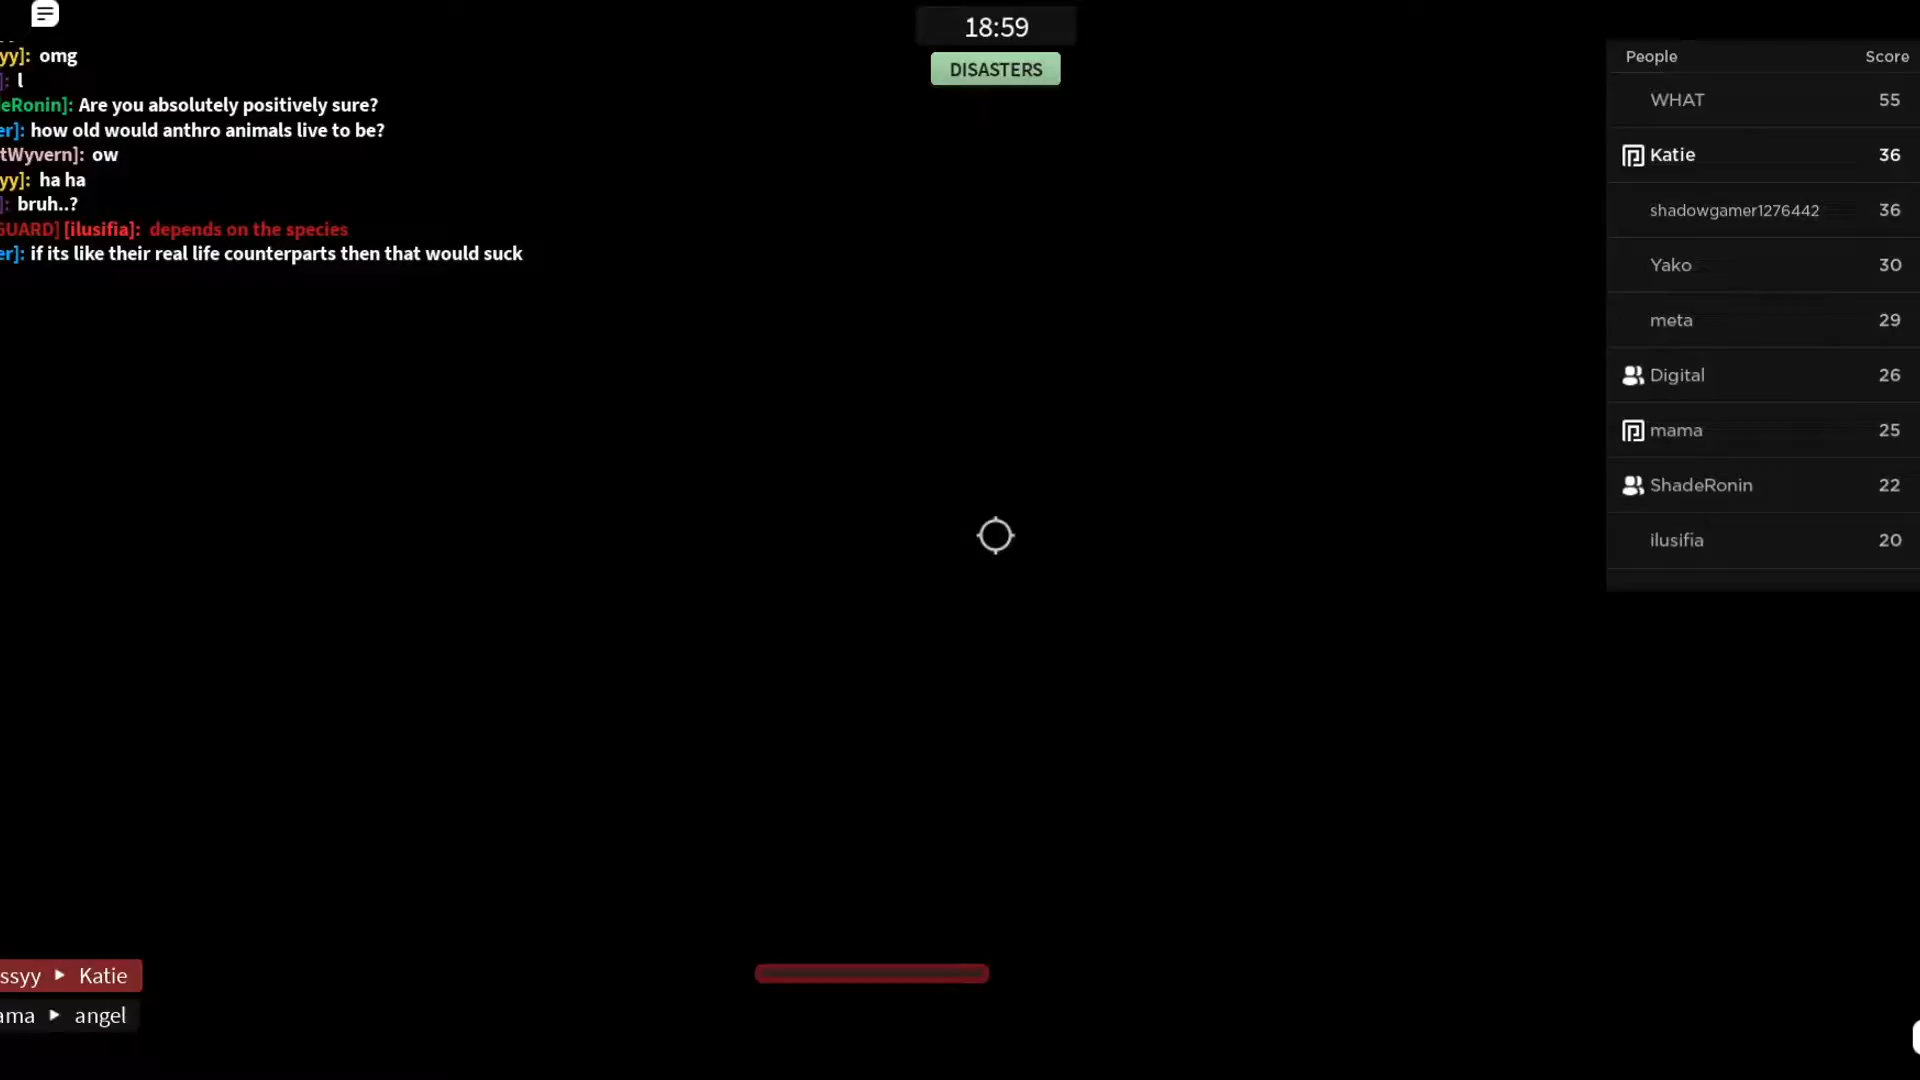 18:59
DISASTERS
yy]: omg
]: l
eRonin]: Are you absolutely positively sure?
er]: how old would anthro animals live to be?
tWyvern]: ow
yy]: ha ha
]: bruh..?
GUARD] [ilusifia]: depends on the species
er]: if its like their real life counterparts then that would suck
People Score
WHAT 55
Katie 36
shadowgamer1276442 36
Yako 30
meta 29
Digital 26
mama 25
ShadeRonin 22
ilusifia 20
ssyy ▶ Katie
ama ▶ angel